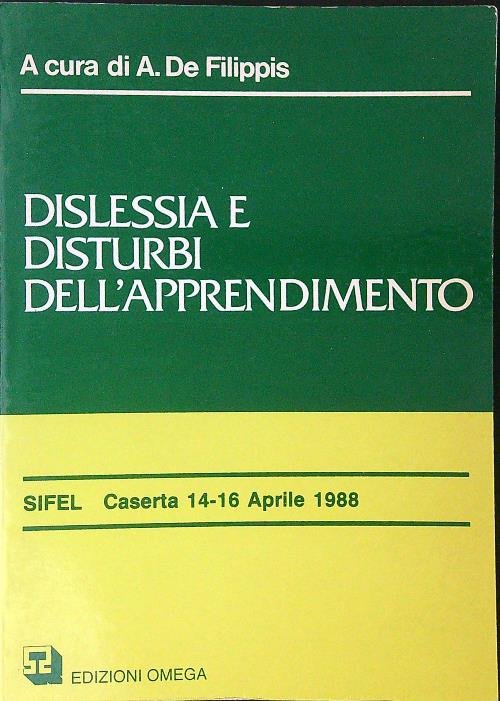 A cura di A. De Filippis
DISLESSIA E
DISTURBI
DELL'APPRENDIMENTO
SIFEL Caserta 14-16 Aprile 1988
EDIZIONI OMEGA